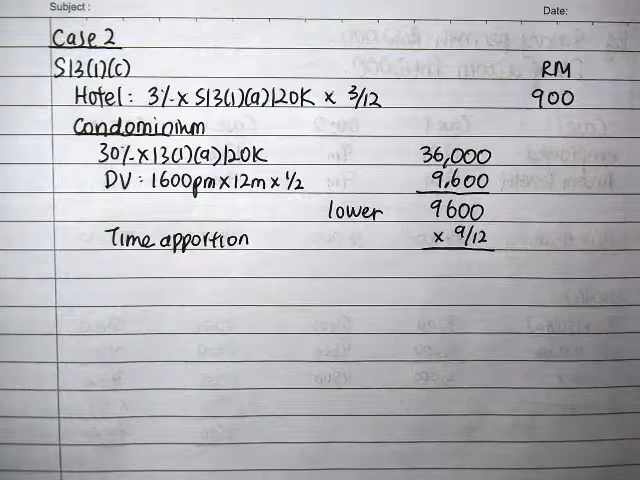 Subject :
Date:
Case 2
S13(1)(c) RM
Hotel : 3% x S13(1)(a) 120K x 3/12 900
Condominium
30% x 13(1)(a) 120K 36,000
DV : 1600pm x 12m x 1/2 9,600
lower 9600
Time apportion x 9/12